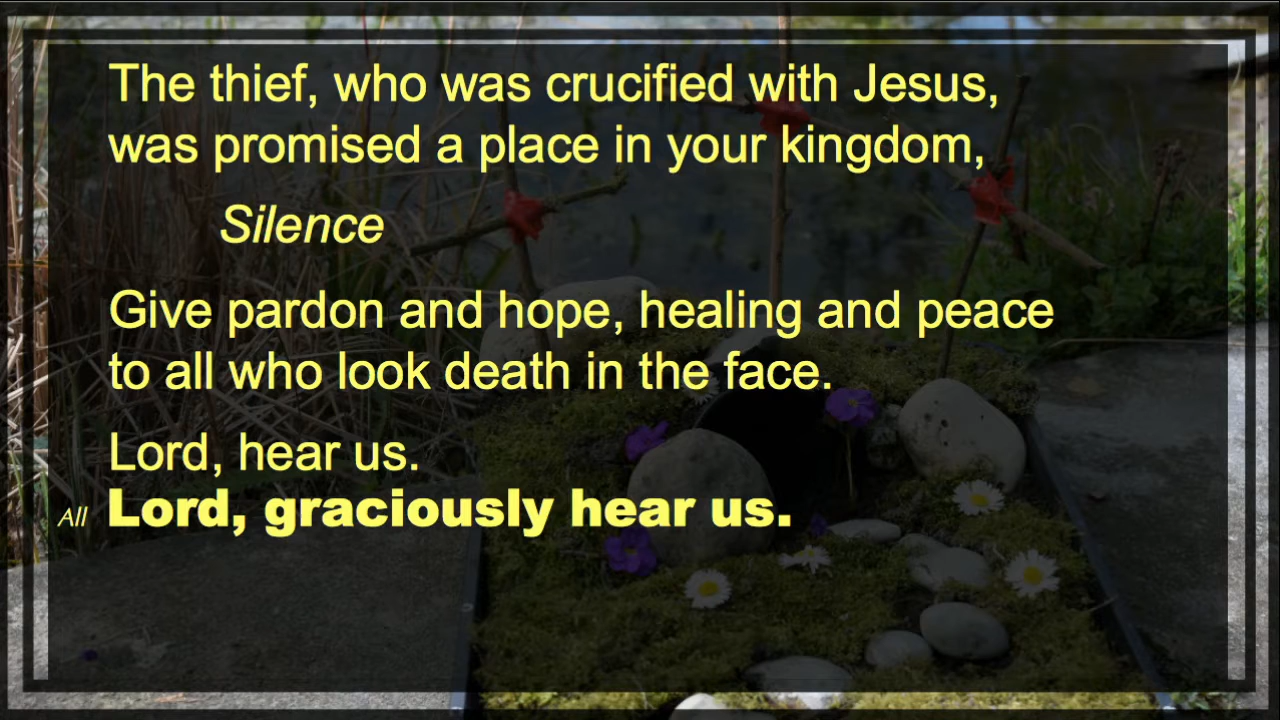 The thief, who was crucified with Jesus,
was promised a place in your kingdom,
Silence
Give pardon and hope, healing and peace
to all who look death in the face.
Lord, hear us.
All Lord, graciously hear us.